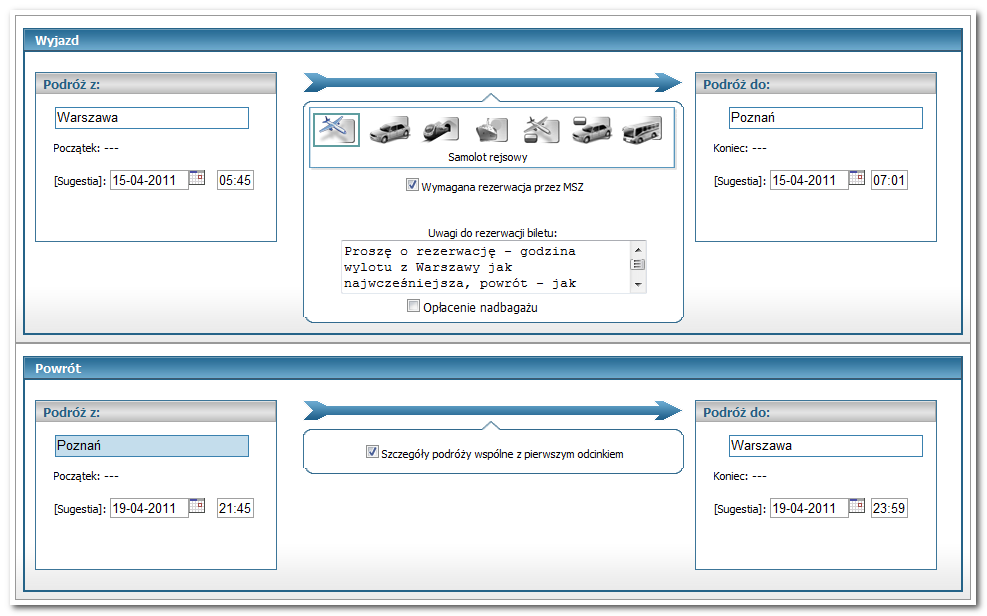 Wyjazd
Podróż z:
Warszawa
Początek: ---
[Sugestia]: 15-04-2011 05:45
Samolot rejsowy
Wymagana rezerwacja przez MSZ
Uwagi do rezerwacji biletu:
Proszę o rezerwację – godzina
wylotu z Warszawy jak
najwcześniejsza, powrót – jak
Opłacenie nadbagażu
Podróż do:
Poznań
Koniec: ---
[Sugestia]: 15-04-2011 07:01
Powrót
Podróż z:
Poznań
Początek: ---
[Sugestia]: 19-04-2011 21:45
Szczegóły podróży wspólne z pierwszym odcinkiem
Podróż do:
Warszawa
Koniec: ---
[Sugestia]: 19-04-2011 23:59